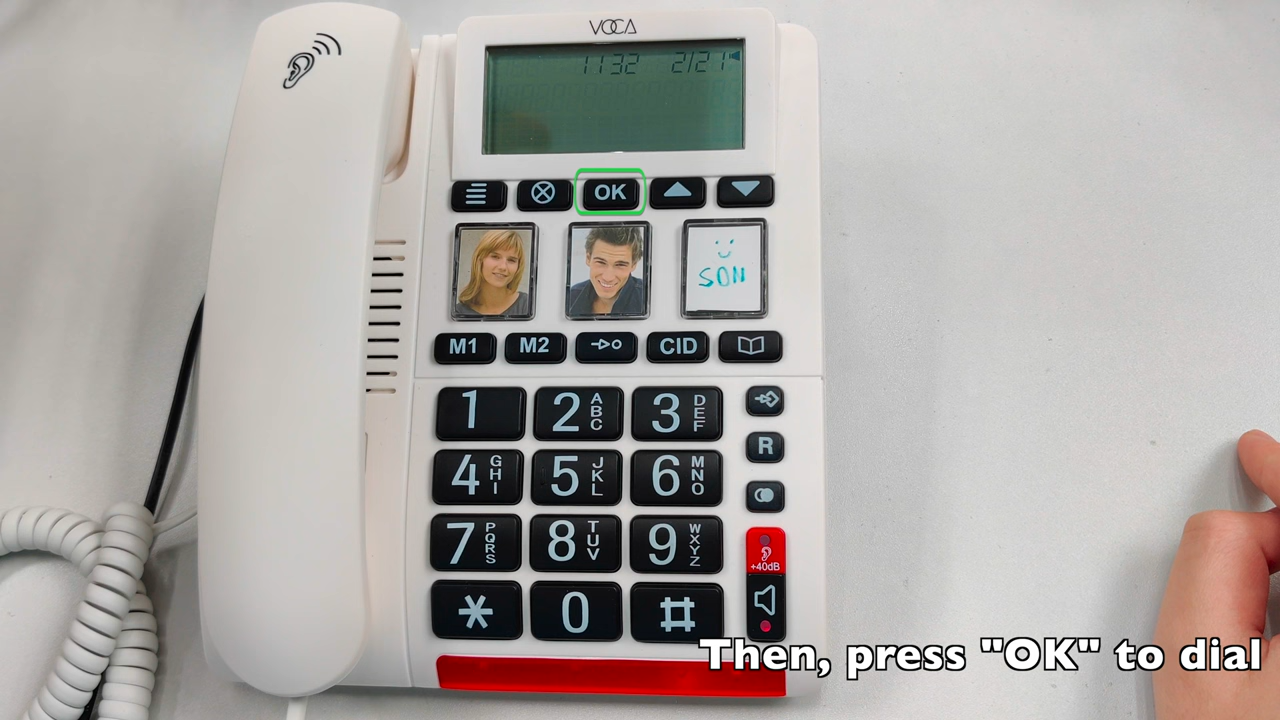 VOCA
1132 2/21
OK
SON
M1 M2 CID
1 2 ABC 3 DEF
4 GHI 5 JKL 6 MNO R
7 PQRS 8 TUV 9 WXYZ
+40dB
* 0 #
Then, press "OK" to dial